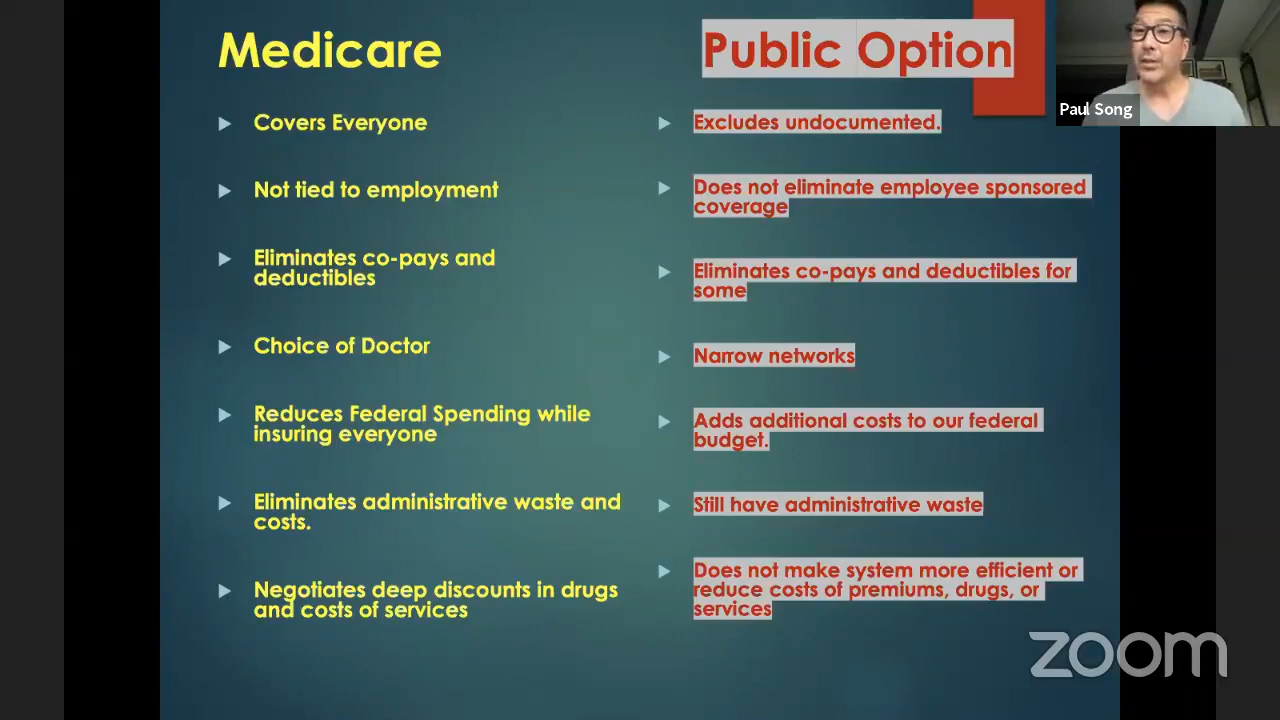 Medicare
Covers Everyone
Not tied to employment
Eliminates co-pays and
deductibles
Choice of Doctor
Reduces Federal Spending while
insuring everyone
Eliminates administrative waste and
costs.
Negotiates deep discounts in drugs
and costs of services
Public Option
Excludes undocumented.
Does not eliminate employee sponsored
coverage
Eliminates co-pays and deductibles for
some
Narrow networks
Adds additional costs to our federal
budget.
Still have administrative waste
Does not make system more efficient or
reduce costs of premiums, drugs, or
services
Paul Song
zoom